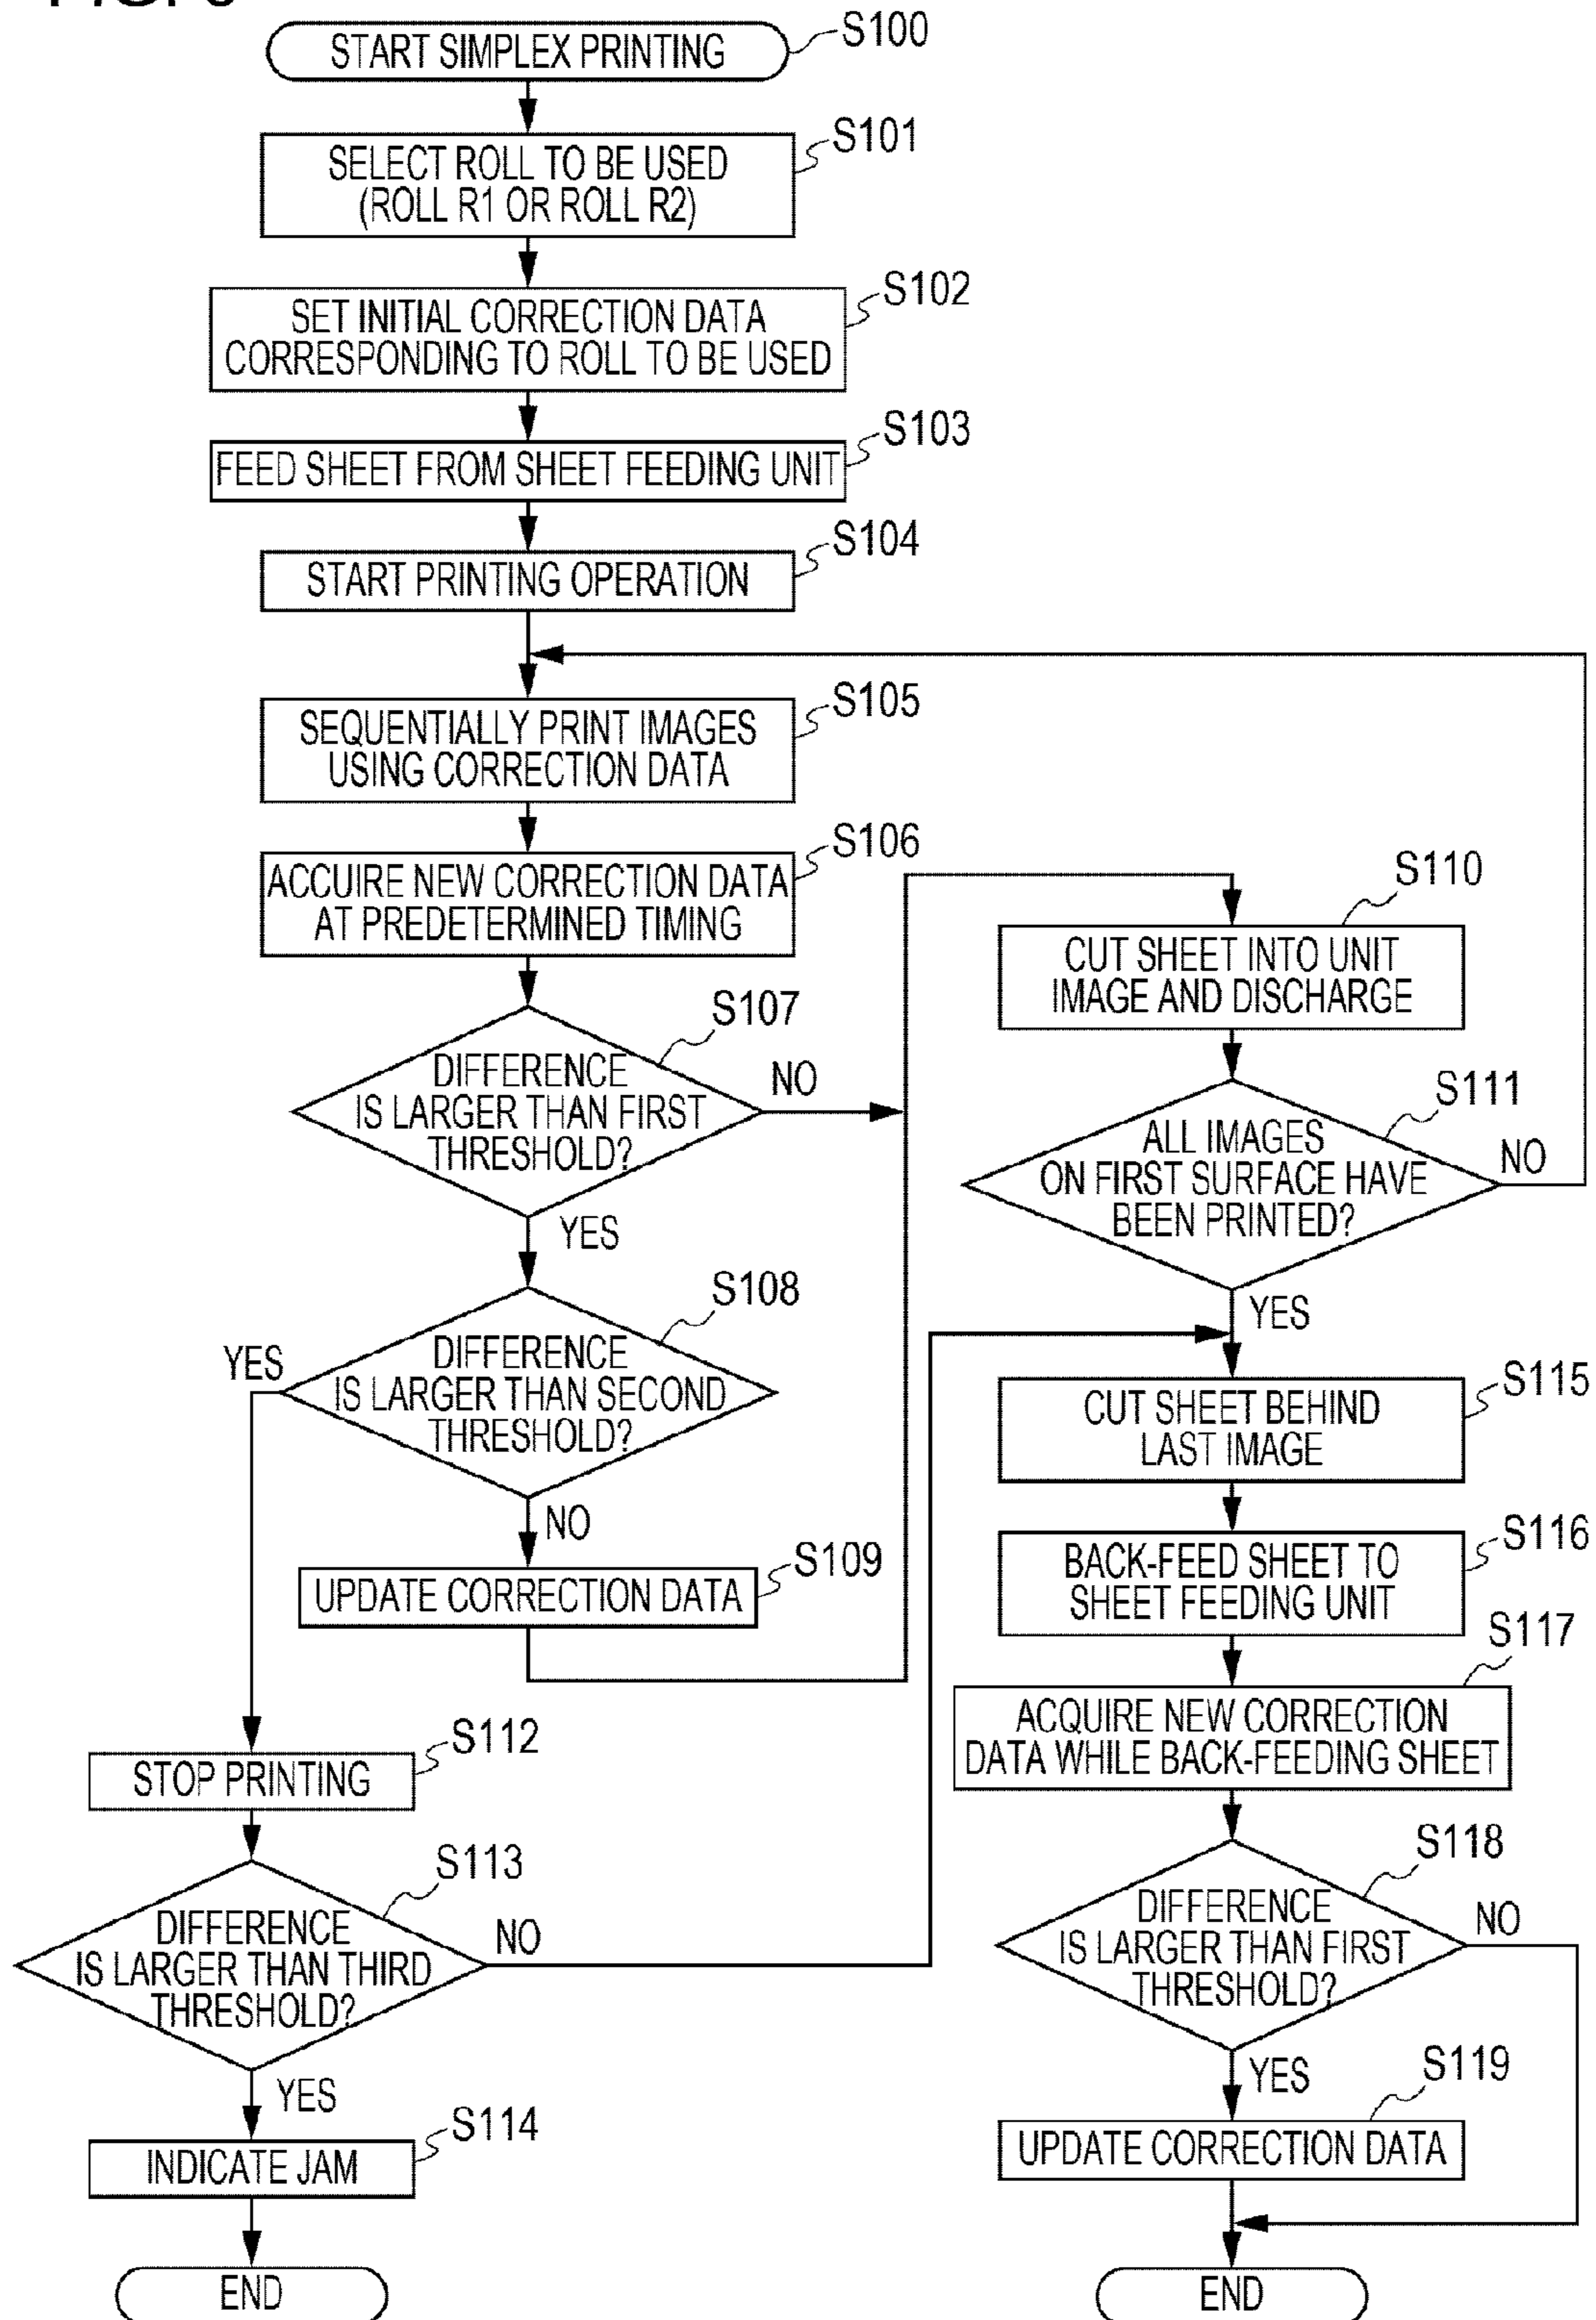 START SIMPLEX PRINTING
S100
SELECT ROLL TO BE USED
(ROLL R1 OR ROLL R2)
S101
SET INITIAL CORRECTION DATA
CORRESPONDING TO ROLL TO BE USED
S102
FEED SHEET FROM SHEET FEEDING UNIT
S103
START PRINTING OPERATION
S104
SEQUENTIALLY PRINT IMAGES
USING CORRECTION DATA
S105
ACCUIRE NEW CORRECTION DATA
AT PREDETERMINED TIMING
S106
DIFFERENCE
IS LARGER THAN FIRST
THRESHOLD?
S107
NO
YES
DIFFERENCE
IS LARGER THAN SECOND
THRESHOLD?
S108
YES
NO
UPDATE CORRECTION DATA
S109
CUT SHEET INTO UNIT
IMAGE AND DISCHARGE
S110
ALL IMAGES
ON FIRST SURFACE HAVE
BEEN PRINTED?
S111
NO
YES
STOP PRINTING
S112
DIFFERENCE
IS LARGER THAN THIRD
THRESHOLD?
S113
NO
YES
INDICATE JAM
S114
END
CUT SHEET BEHIND
LAST IMAGE
S115
BACK-FEED SHEET TO
SHEET FEEDING UNIT
S116
ACQUIRE NEW CORRECTION
DATA WHILE BACK-FEEDING SHEET
S117
DIFFERENCE
IS LARGER THAN FIRST
THRESHOLD?
S118
NO
YES
UPDATE CORRECTION DATA
S119
END